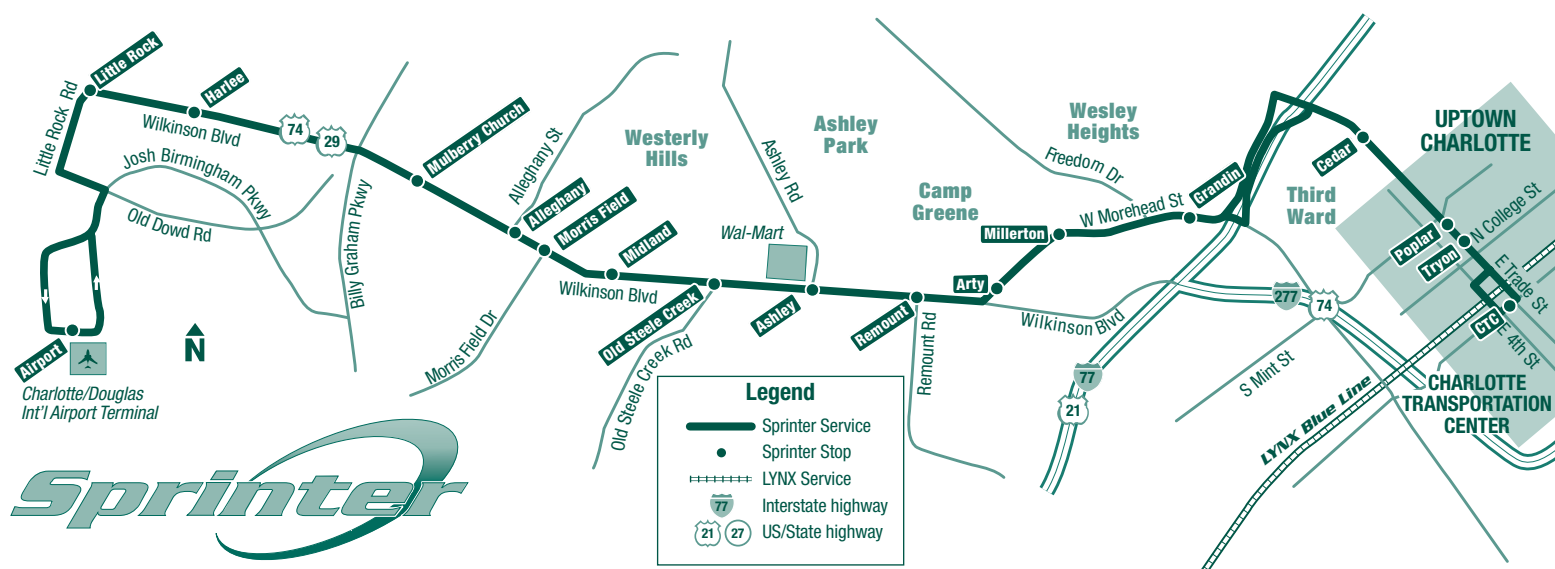 Little Rock
Harlee
Little Rock Rd
Wilkinson Blvd
74
29
Josh Birmingham Pkwy
Old Dowd Rd
Billy Graham Pkwy
Mulberry Church
Alleghany St
Westerly
Hills
Alleghany
Morris Field
Midland
Wilkinson Blvd
Morris Field Dr
Old Steele Creek
Old Steele Creek Rd
Wal-Mart
Ashley Rd
Ashley
Park
Ashley
Remount
Remount Rd
Camp
Greene
Arty
Millerton
Wilkinson Blvd
Wesley
Heights
Freedom Dr
W Morehead St
Grandin
Third
Ward
Cedar
UPTOWN
CHARLOTTE
Poplar
Tryon
N College St
E Trade St
CTC
E 4th St
277
74
77
21
S Mint St
LYNX Blue Line
CHARLOTTE
TRANSPORTATION
CENTER
Airport
Charlotte/Douglas
Int'l Airport Terminal
N
Sprinter
Legend
Sprinter Service
Sprinter Stop
LYNX Service
77 Interstate highway
21 27 US/State highway